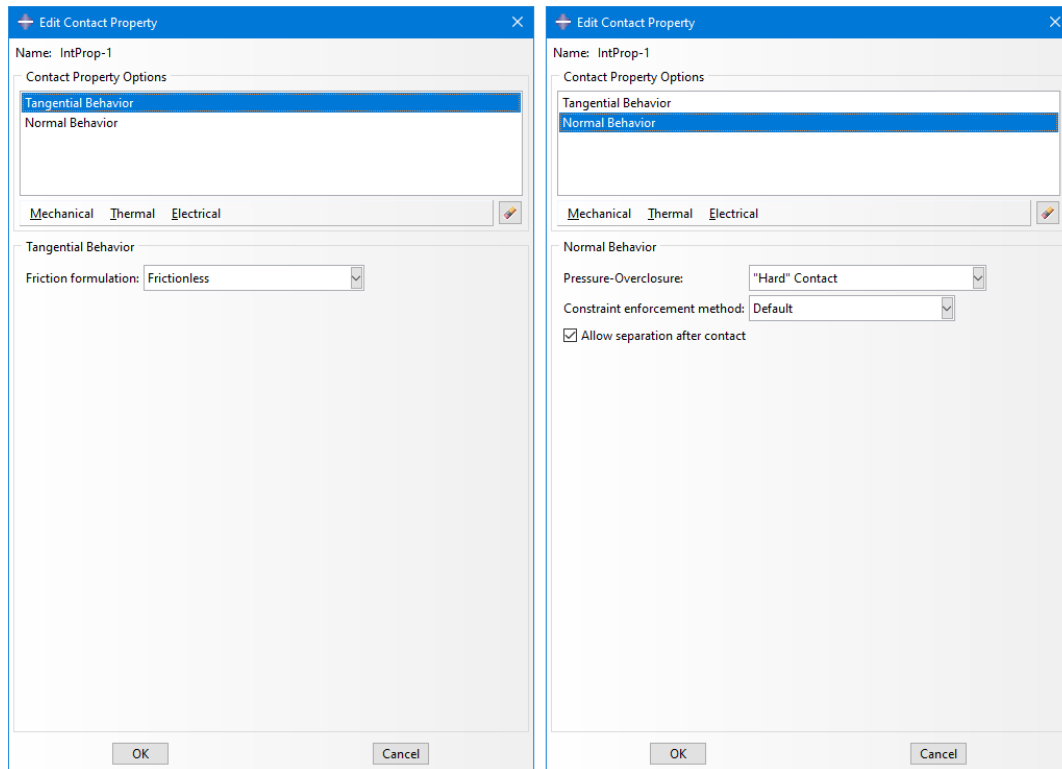 Edit Contact Property
Name: IntProp-1
Contact Property Options
Tangential Behavior
Normal Behavior
Mechanical Thermal Electrical
Tangential Behavior
Friction formulation: Frictionless
OK Cancel
Edit Contact Property
Name: IntProp-1
Contact Property Options
Tangential Behavior
Normal Behavior
Mechanical Thermal Electrical
Normal Behavior
Pressure-Overclosure: "Hard" Contact
Constraint enforcement method: Default
Allow separation after contact
OK Cancel